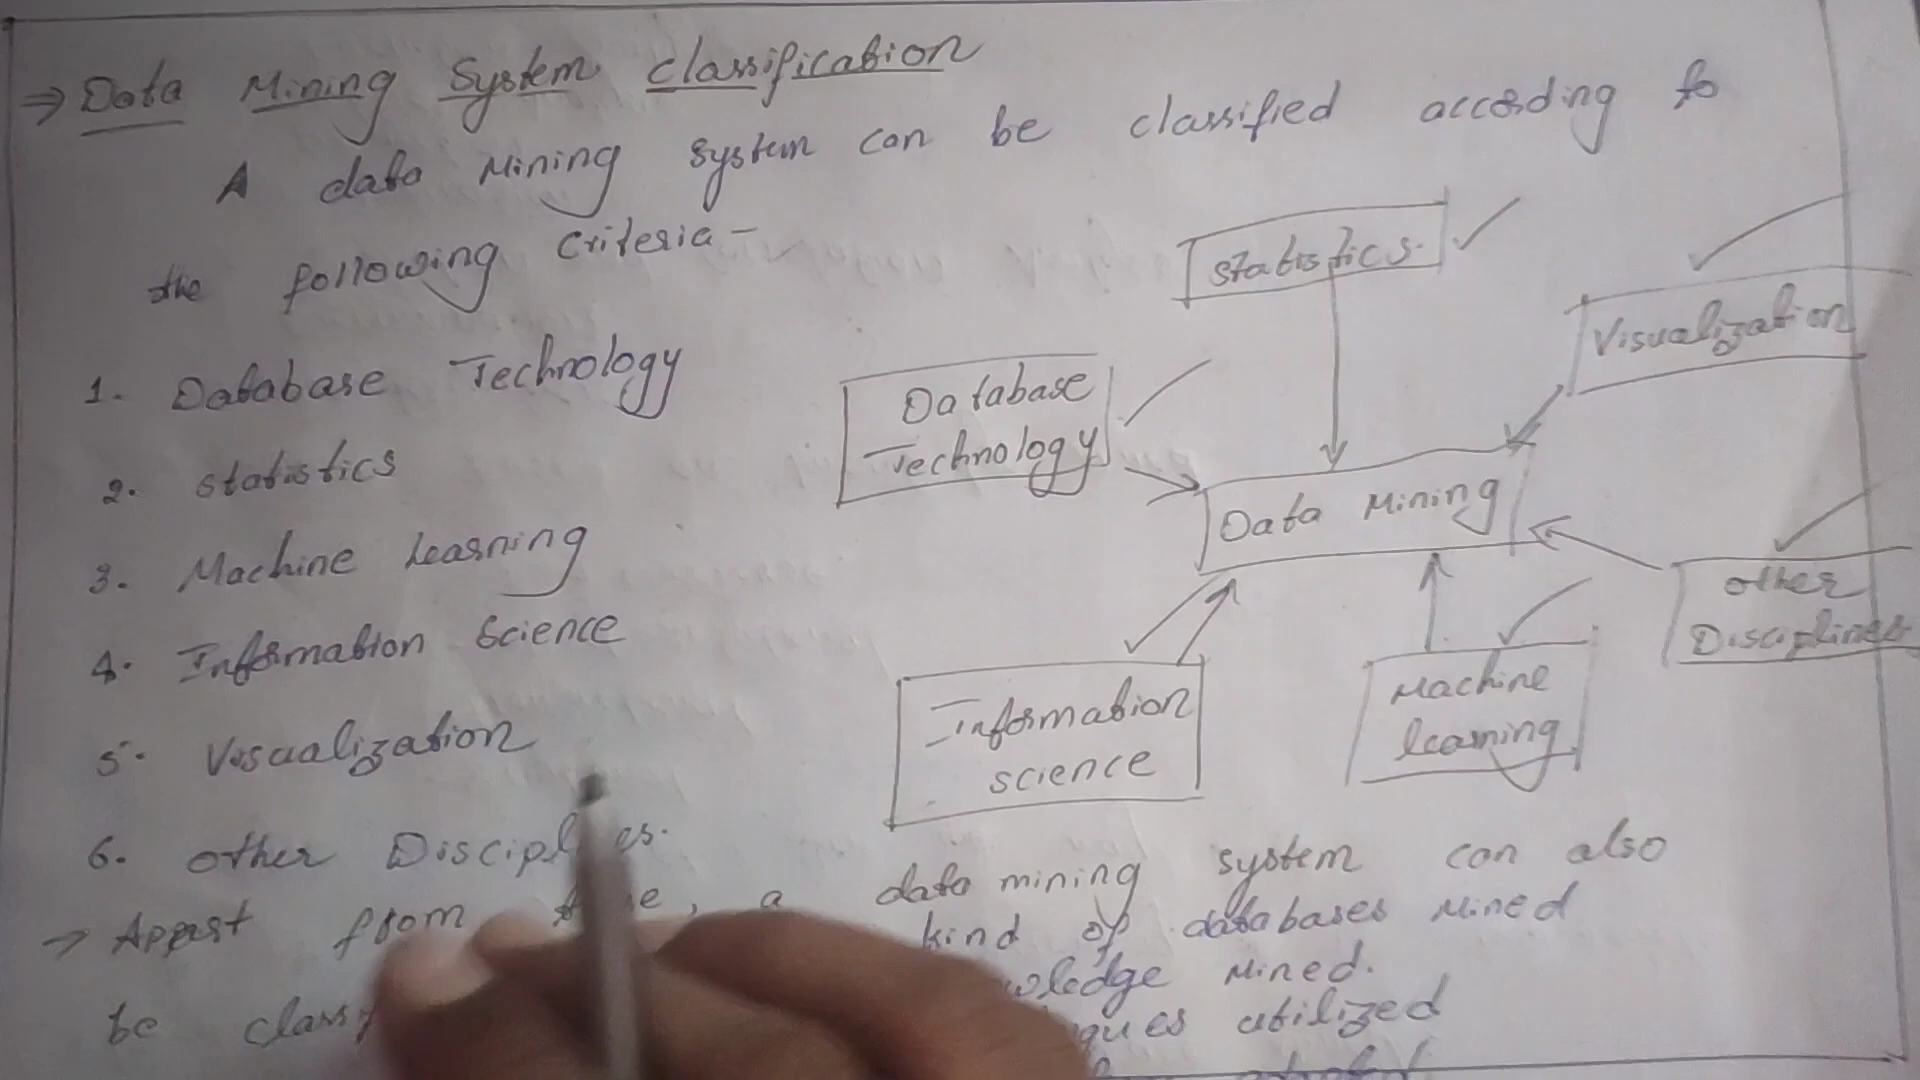 ⇒ Data Mining System Classification
A data Mining System can be classified according to
the following criteria -
1. Database Technology
2. Statistics
3. Machine Learning
4. Information Science
5. Visualization
6. Other Disciplines.
Statistics.
Visualization
Database
Technology
Data Mining
Other
Disciplines
Information
science
Machine
learning
→ Appart from , a data mining system can also
be kind of databases Mined
Mined.
utilized